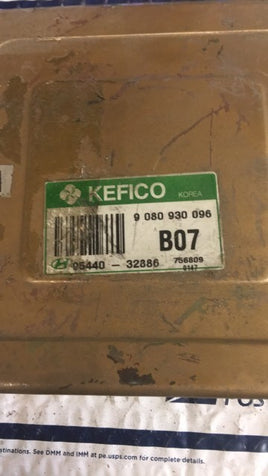 KEFICO KOREA
9 080 930 096
B07
95440 - 32886 756809
tinations. See DMM and IMM at pe.usps.com for complete details.